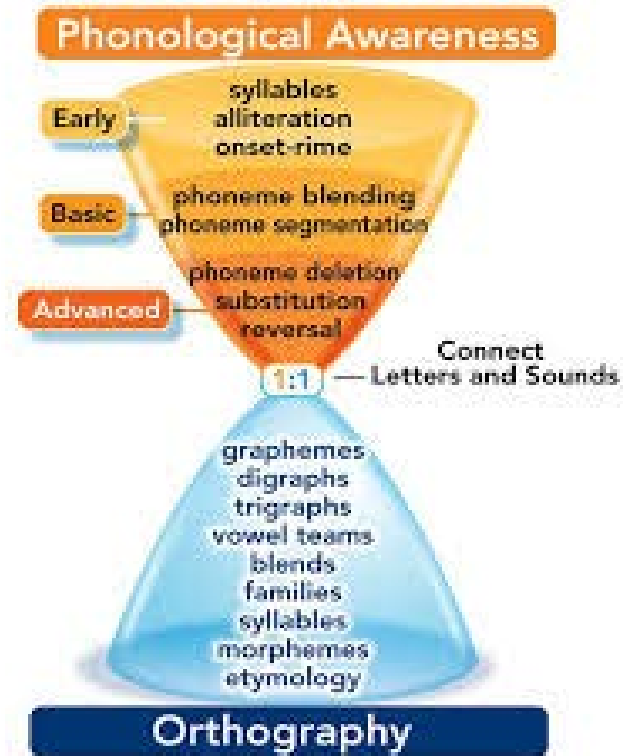 Phonological Awareness
Early
syllables
alliteration
onset-rime
Basic
phoneme blending
phoneme segmentation
Advanced
phoneme deletion
substitution
reversal
1:1
Connect
Letters and Sounds
graphemes
digraphs
trigraphs
vowel teams
blends
families
syllables
morphemes
etymology
Orthography